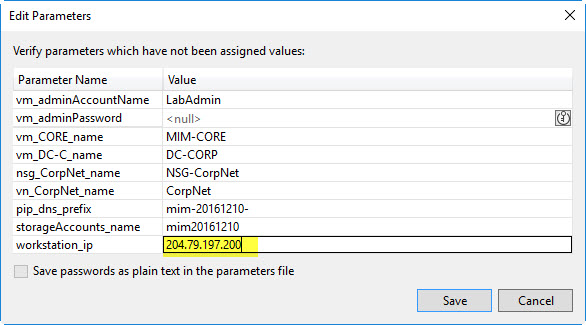 Edit Parameters
Verify parameters which have not been assigned values:
Parameter Name Value
vm_adminAccountName LabAdmin
vm_adminPassword <null>
vm_CORE_name MIM-CORE
vm_DC-C_name DC-CORP
nsg_CorpNet_name NSG-CorpNet
vn_CorpNet_name CorpNet
pip_dns_prefix mim-20161210-
storageAccounts_name mim20161210
workstation_ip 204.79.197.200
Save passwords as plain text in the parameters file
Save Cancel